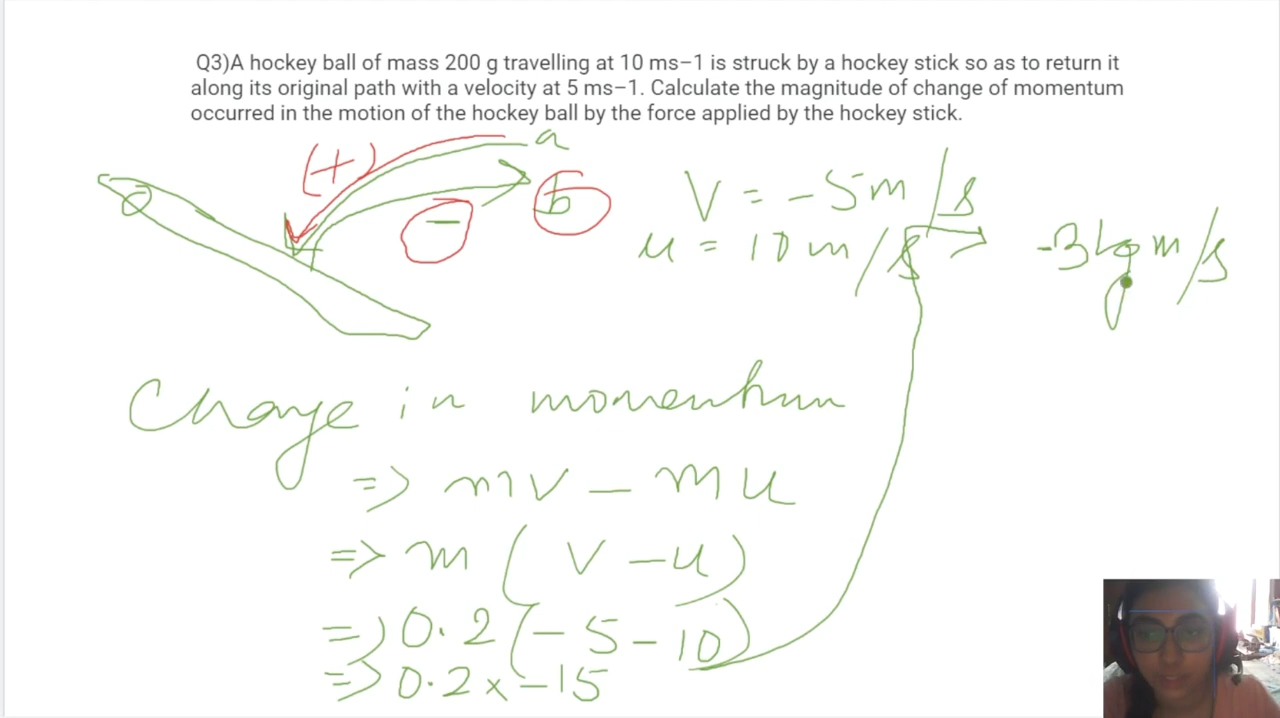 Q3)A hockey ball of mass 200 g travelling at 10 ms−1 is struck by a hockey stick so as to return it
along its original path with a velocity at 5 ms−1. Calculate the magnitude of change of momentum
occurred in the motion of the hockey ball by the force applied by the hockey stick.
(+)
a
b
−
V = -5m/s
u = 10m/s
-3kgm/s
Change in momentum
=> mv - mu
=> m ( v - u )
=> 0.2 (-5-10)
=> 0.2 x -15